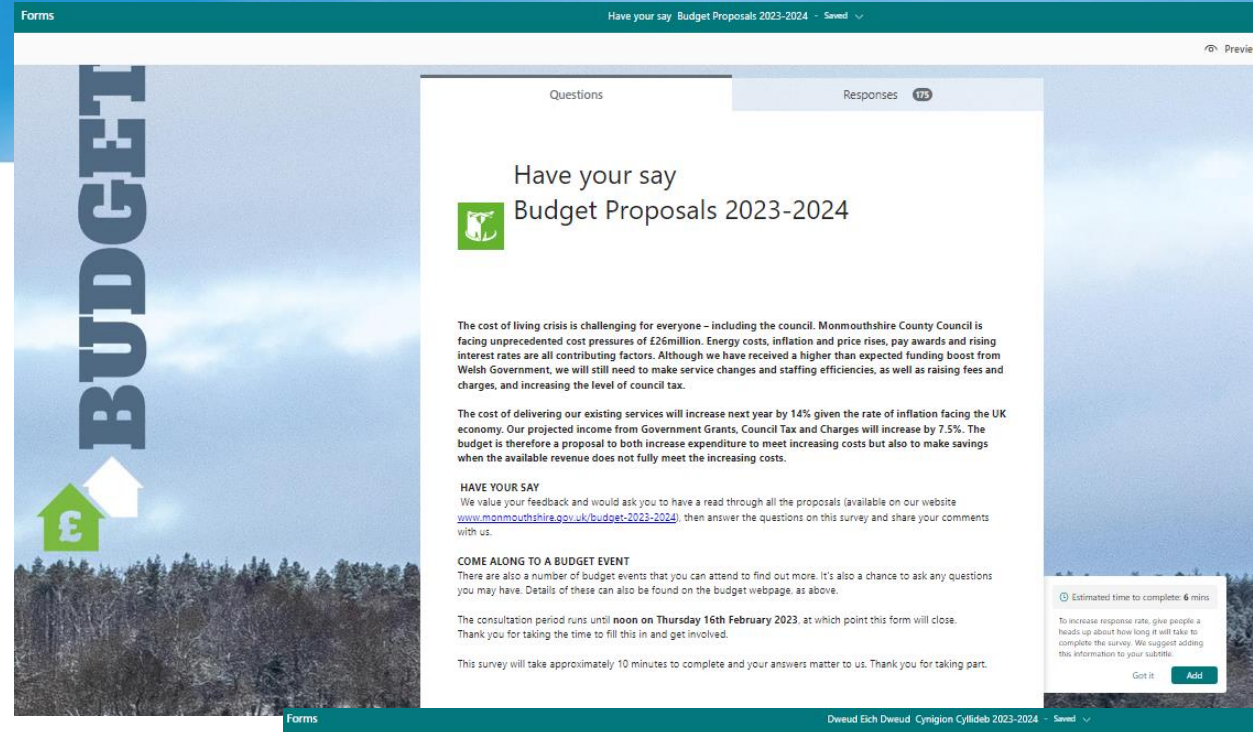 Forms
Have your say Budget Proposals 2023-2024 - Saved
Previe
BUDGET
£
Questions
Responses 175
Have your say
Budget Proposals 2023-2024
The cost of living crisis is challenging for everyone – including the council. Monmouthshire County Council is
facing unprecedented cost pressures of £26million. Energy costs, inflation and price rises, pay awards and rising
interest rates are all contributing factors. Although we have received a higher than expected funding boost from
Welsh Government, we will still need to make service changes and staffing efficiencies, as well as raising fees and
charges, and increasing the level of council tax.
The cost of delivering our existing services will increase next year by 14% given the rate of inflation facing the UK
economy. Our projected income from Government Grants, Council Tax and Charges will increase by 7.5%. The
budget is therefore a proposal to both increase expenditure to meet increasing costs but also to make savings
when the available revenue does not fully meet the increasing costs.
HAVE YOUR SAY
We value your feedback and would ask you to have a read through all the proposals (available on our website
www.monmouthshire.gov.uk/budget-2023-2024), then answer the questions on this survey and share your comments
with us.
COME ALONG TO A BUDGET EVENT
There are also a number of budget events that you can attend to find out more. It's also a chance to ask any questions
you may have. Details of these can also be found on the budget webpage, as above.
The consultation period runs until noon on Thursday 16th February 2023, at which point this form will close.
Thank you for taking the time to fill this in and get involved.
This survey will take approximately 10 minutes to complete and your answers matter to us. Thank you for taking part.
Estimated time to complete: 6 mins
To increase response rate, give people a
heads up about how long it will take to
complete the survey. We suggest adding
this information to your subtitle.
Got it Add
Forms
Dweud Eich Dweud Cynigion Cyllideb 2023-2024 - Saved